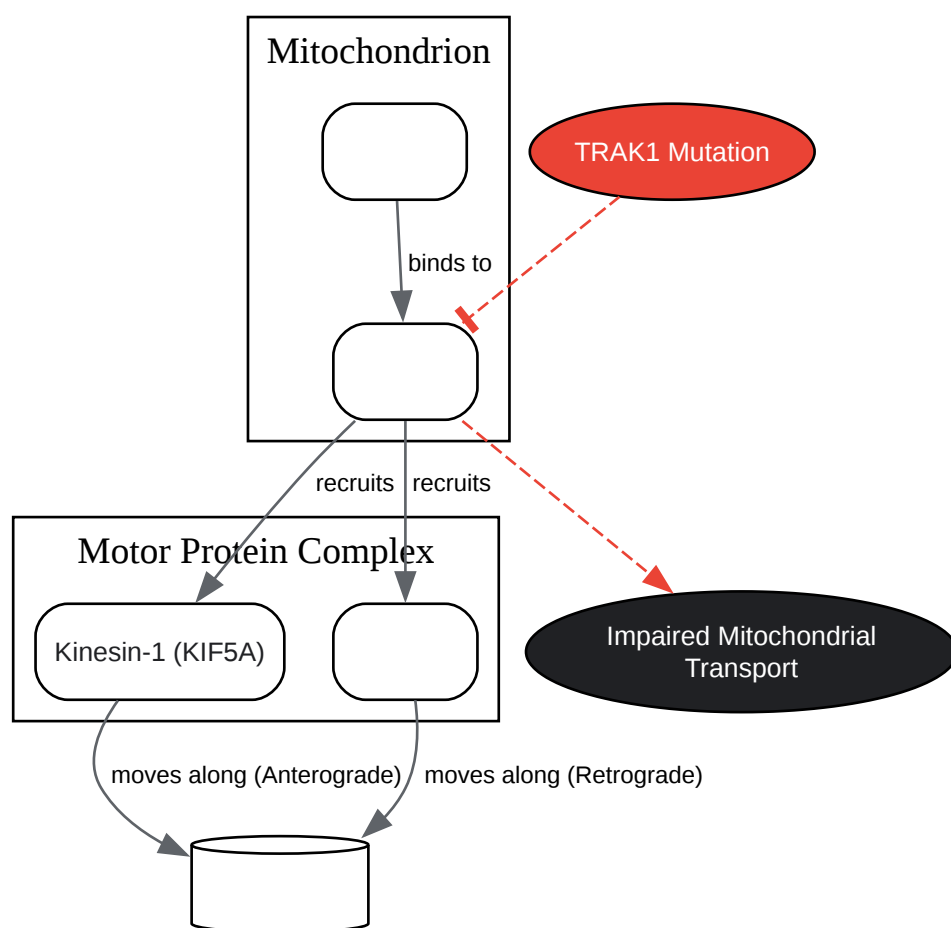 Mitochondrion
TRAK1 Mutation
binds to
recruits
recruits
Motor Protein Complex
Kinesin-1 (KIF5A)
Impaired Mitochondrial
Transport
moves along (Anterograde)
moves along (Retrograde)